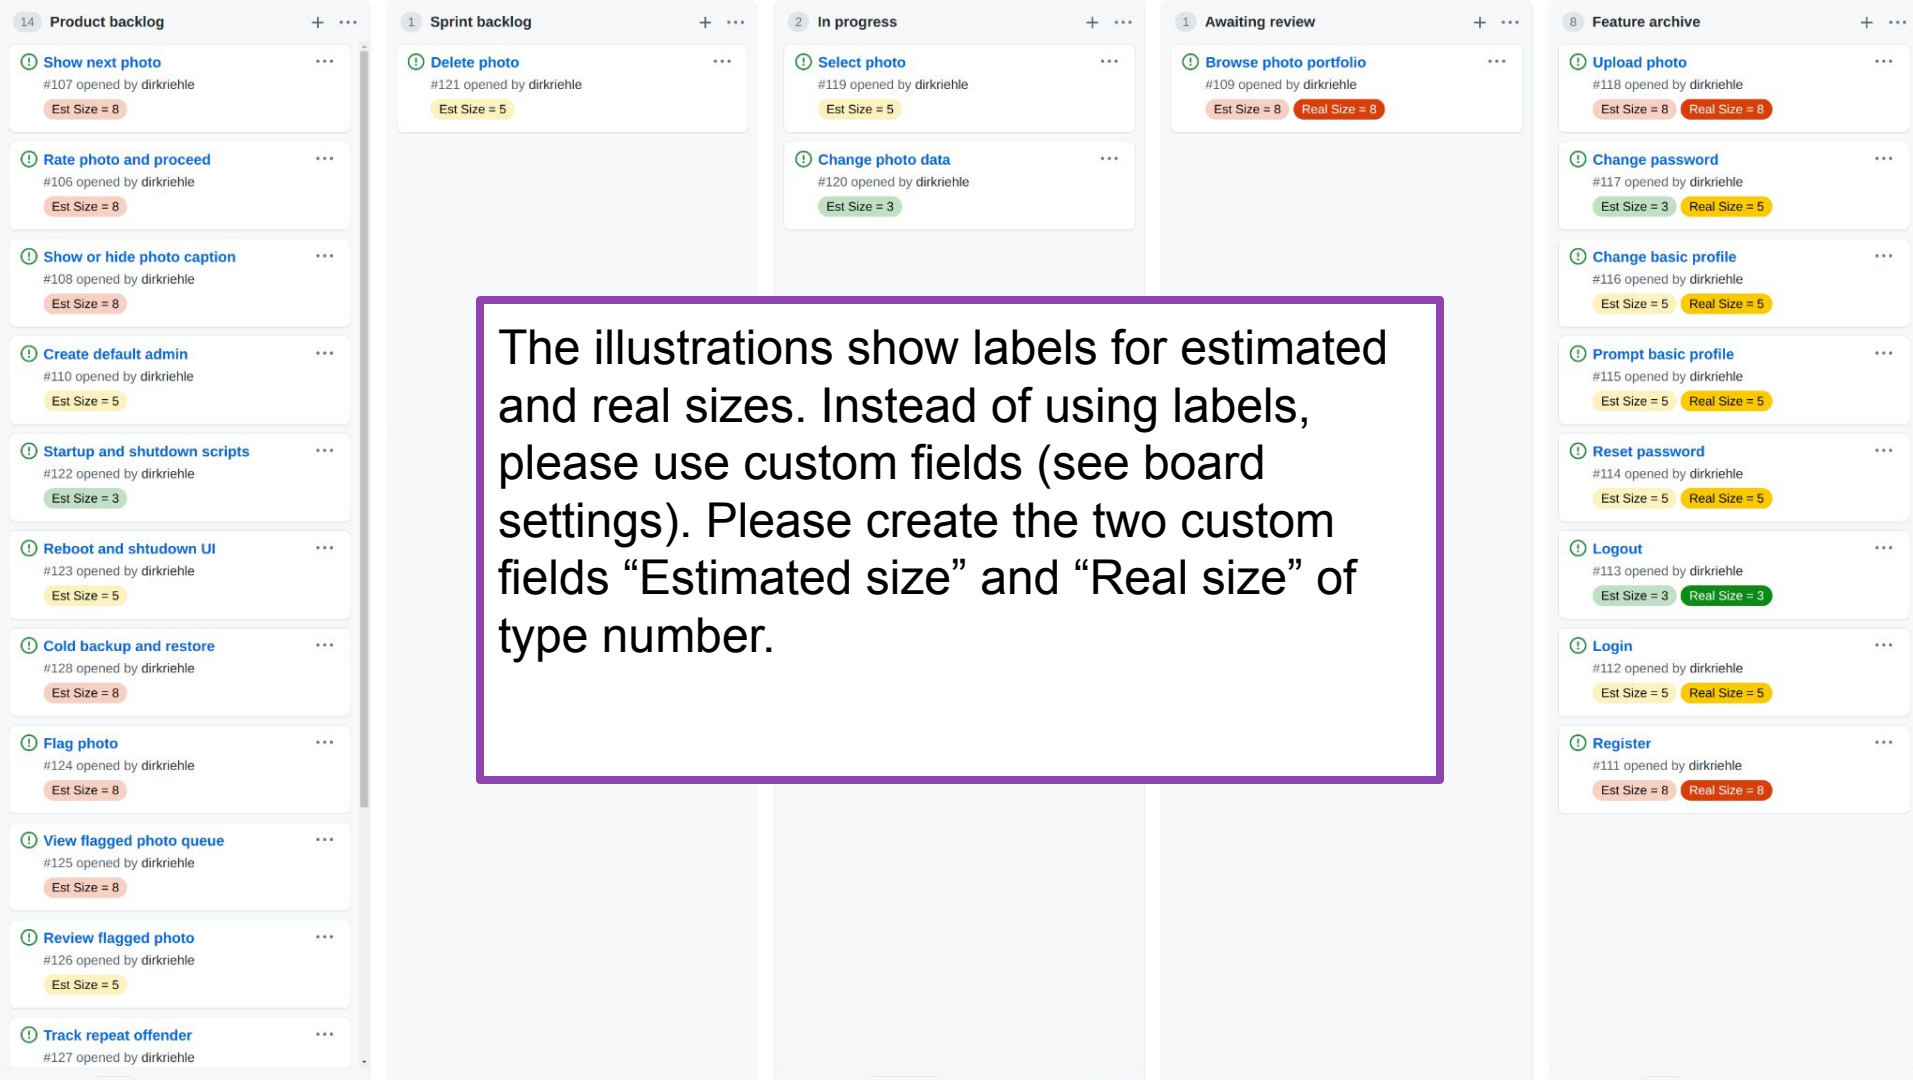 14 Product backlog
Show next photo
#107 opened by dirkriehle
Est Size = 8
Rate photo and proceed
#106 opened by dirkriehle
Est Size = 8
Show or hide photo caption
#108 opened by dirkriehle
Est Size = 8
Create default admin
#110 opened by dirkriehle
Est Size = 5
Startup and shutdown scripts
#122 opened by dirkriehle
Est Size = 3
Reboot and shtudown UI
#123 opened by dirkriehle
Est Size = 5
Cold backup and restore
#128 opened by dirkriehle
Est Size = 8
Flag photo
#124 opened by dirkriehle
Est Size = 8
View flagged photo queue
#125 opened by dirkriehle
Est Size = 8
Review flagged photo
#126 opened by dirkriehle
Est Size = 5
Track repeat offender
#127 opened by dirkriehle
1 Sprint backlog
Delete photo
#121 opened by dirkriehle
Est Size = 5
2 In progress
Select photo
#119 opened by dirkriehle
Est Size = 5
Change photo data
#120 opened by dirkriehle
Est Size = 3
1 Awaiting review
Browse photo portfolio
#109 opened by dirkriehle
Est Size = 8 Real Size = 8
The illustrations show labels for estimated
and real sizes. Instead of using labels,
please use custom fields (see board
settings). Please create the two custom
fields “Estimated size” and “Real size” of
type number.
8 Feature archive
Upload photo
#118 opened by dirkriehle
Est Size = 8 Real Size = 8
Change password
#117 opened by dirkriehle
Est Size = 3 Real Size = 5
Change basic profile
#116 opened by dirkriehle
Est Size = 5 Real Size = 5
Prompt basic profile
#115 opened by dirkriehle
Est Size = 5 Real Size = 5
Reset password
#114 opened by dirkriehle
Est Size = 5 Real Size = 5
Logout
#113 opened by dirkriehle
Est Size = 3 Real Size = 3
Login
#112 opened by dirkriehle
Est Size = 5 Real Size = 5
Register
#111 opened by dirkriehle
Est Size = 8 Real Size = 8